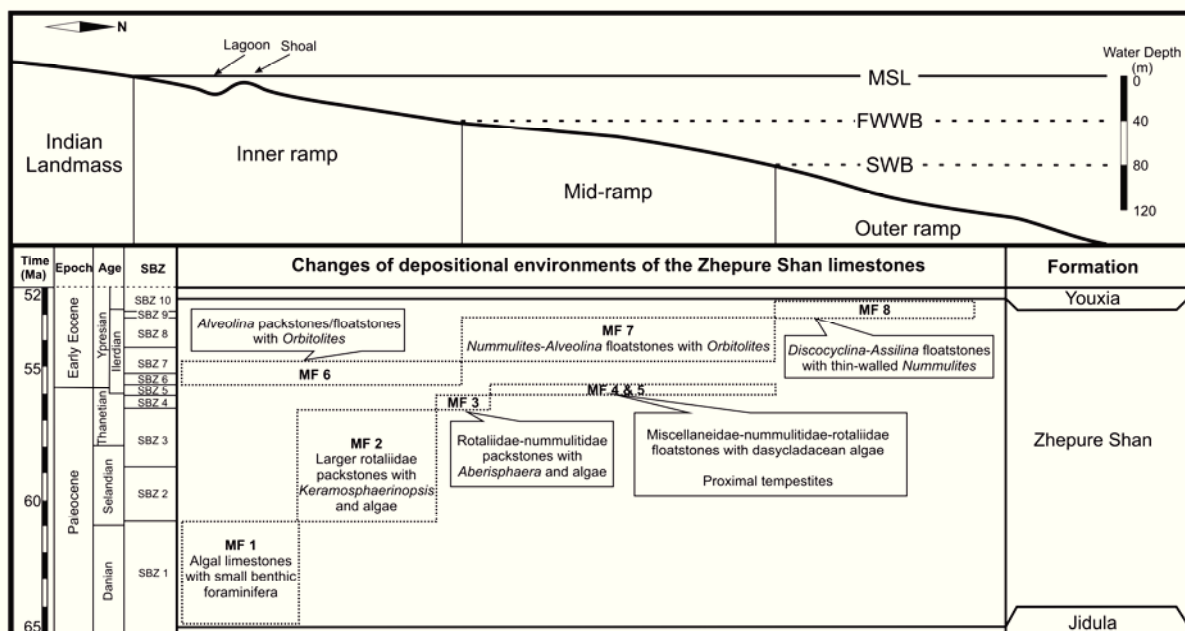 N
Lagoon
Shoal
Water Depth
(m)
MSL
0
FWWB
40
SWB
80
120
Indian
Landmass
Inner ramp
Mid-ramp
Outer ramp
Time
(Ma)
Epoch
Age
SBZ
Changes of depositional environments of the Zhepure Shan limestones
Formation
52
55
60
65
Early Eocene
Paleocene
Ypresian
Ilerdian
Thanetian
Selandian
Danian
SBZ 10
SBZ 9
SBZ 8
SBZ 7
SBZ 6
SBZ 5
SBZ 4
SBZ 3
SBZ 2
SBZ 1
Youxia
MF 8
Alveolina packstones/floatstones
with Orbitolites
MF 7
Nummulites-Alveolina floatstones with Orbitolites
Discocyclina-Assilina floatstones
with thin-walled Nummulites
MF 6
MF 4 & 5
MF 3
MF 2
Larger rotaliidae
packstones with
Keramosphaerinopsis
and algae
Rotaliidae-nummulitidae
packstones with
Aberisphaera and algae
Miscellaneidae-nummulitidae-rotaliidae
floatstones with dasycladacean algae
Proximal tempestites
Zhepure Shan
MF 1
Algal limestones
with small benthic
foraminifera
Jidula